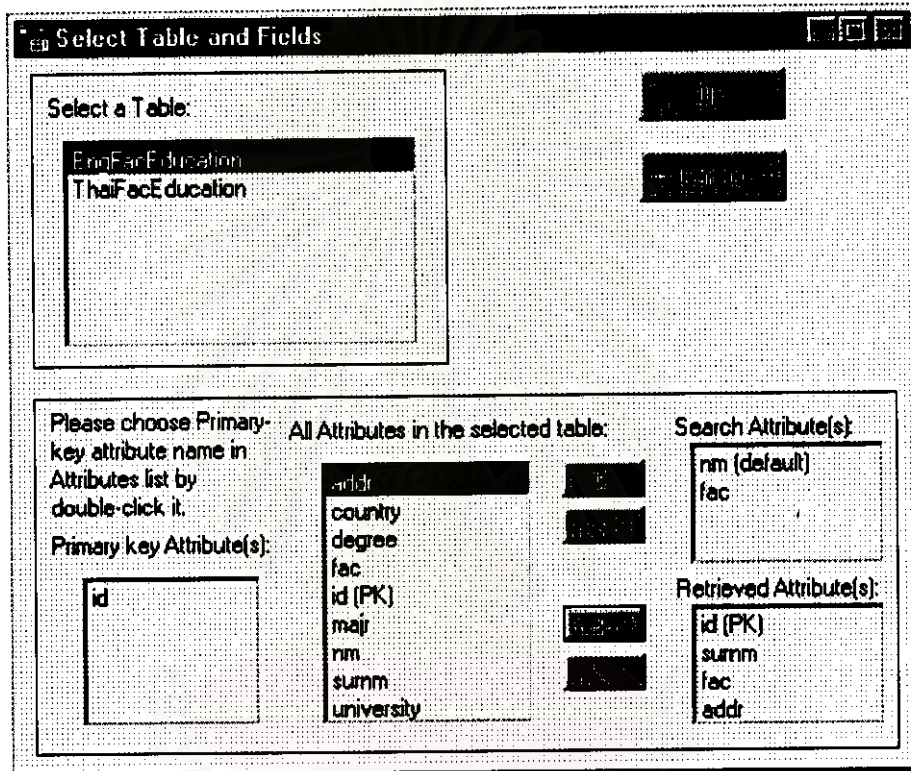 Select Table and Fields
Select a Table:
EngFacEducation
ThaiFacEducation
Please choose Primary-
key attribute name in
Attributes list by
double-click it.
Primary key Attribute(s):
id
All Attributes in the selected table:
addr
country
degree
fac
id (PK)
majr
nm
surnm
university
Search Attribute(s):
nm (default)
fac
Retrieved Attribute(s):
id (PK)
surnm
fac
addr